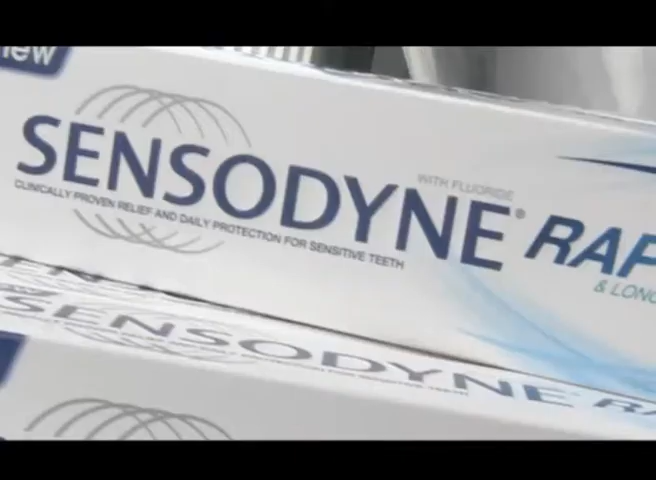 new
WITH FLUORIDE
SENSODYNE®
CLINICALLY PROVEN RELIEF AND DAILY PROTECTION FOR SENSITIVE TEETH
RAP
& LONG
SENSODYNE